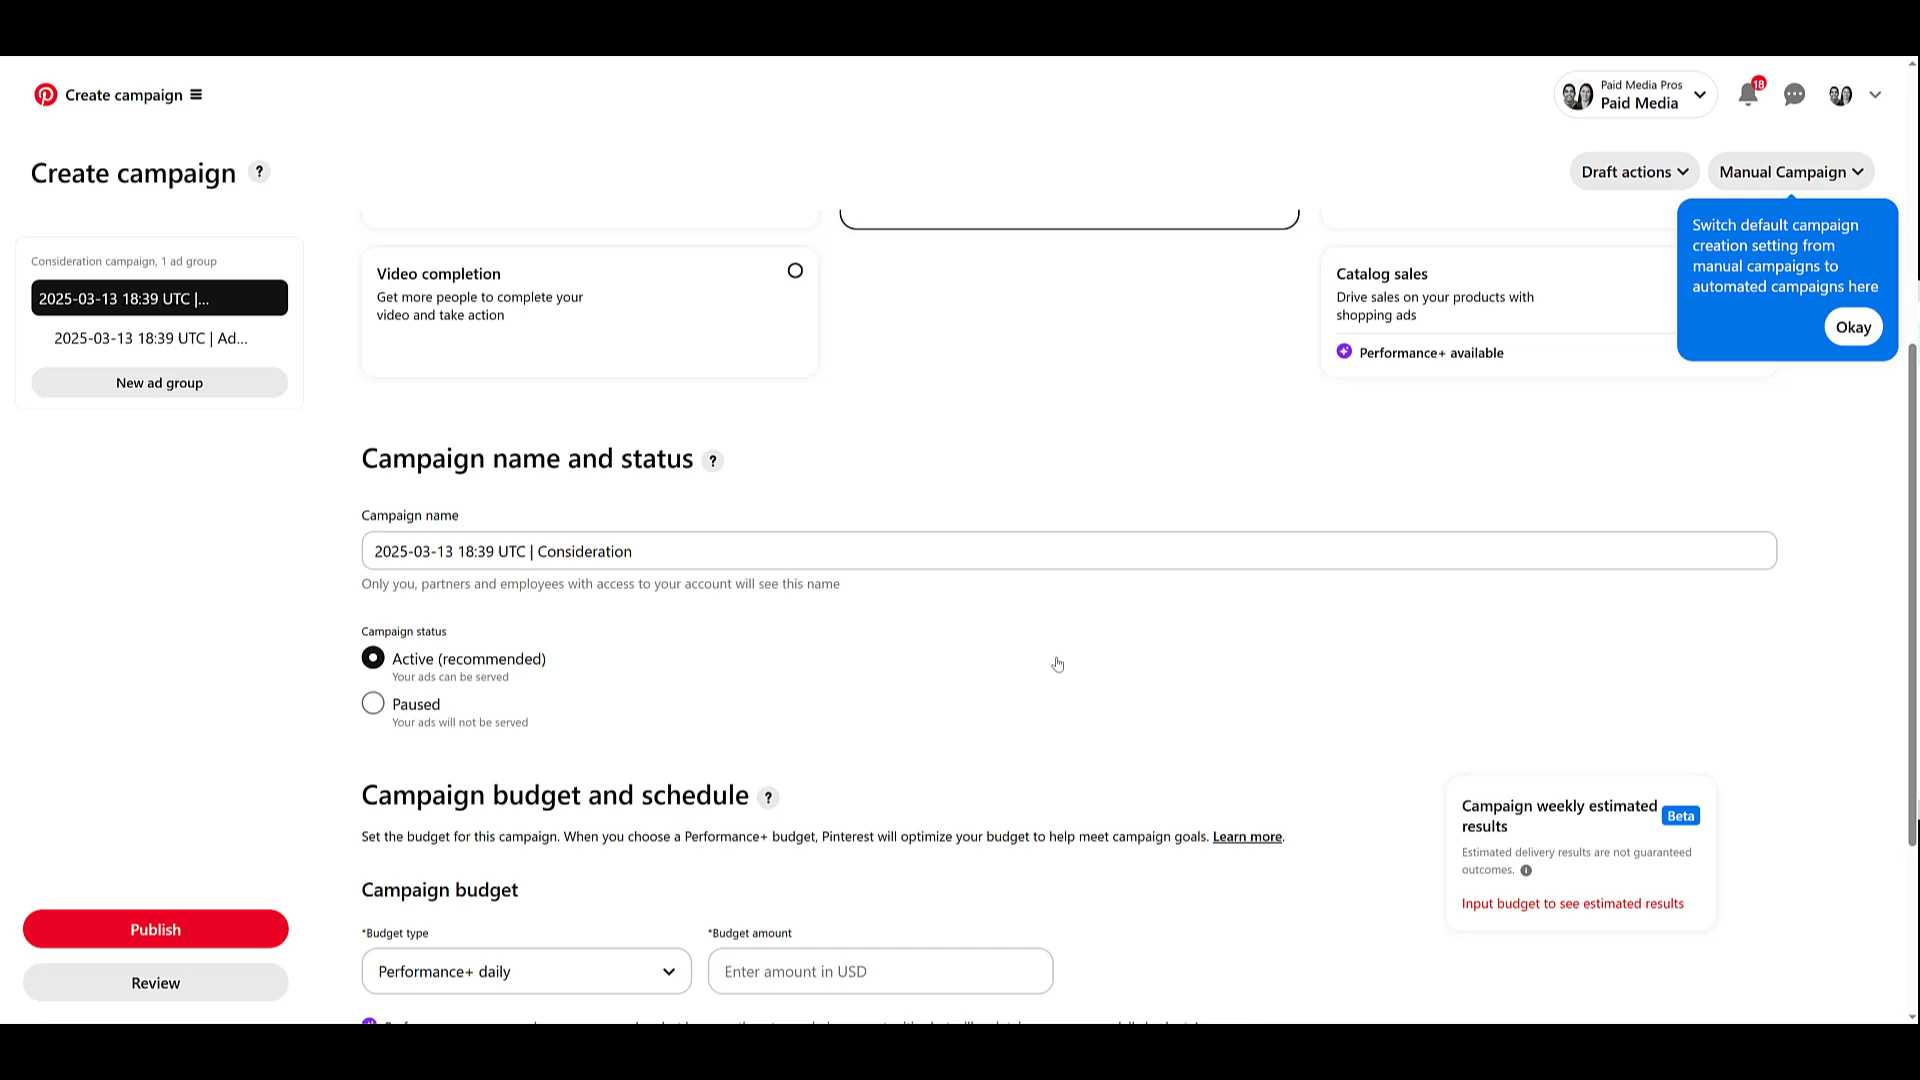 Create campaign
Paid Media Pros
Paid Media
18
Create campaign ?
Draft actions
Manual Campaign
Switch default campaign
creation setting from
manual campaigns to
automated campaigns here
Okay
Consideration campaign, 1 ad group
2025-03-13 18:39 UTC |...
2025-03-13 18:39 UTC | Ad...
New ad group
Video completion
Get more people to complete your
video and take action
Catalog sales
Drive sales on your products with
shopping ads
Performance+ available
Campaign name and status ?
Campaign name
2025-03-13 18:39 UTC | Consideration
Only you, partners and employees with access to your account will see this name
Campaign status
Active (recommended)
Your ads can be served
Paused
Your ads will not be served
Campaign budget and schedule ?
Set the budget for this campaign. When you choose a Performance+ budget, Pinterest will optimize your budget to help meet campaign goals. Learn more.
Campaign weekly estimated
results
Beta
Estimated delivery results are not guaranteed
outcomes.
Input budget to see estimated results
Campaign budget
*Budget type
*Budget amount
Performance+ daily
Enter amount in USD
Publish
Review